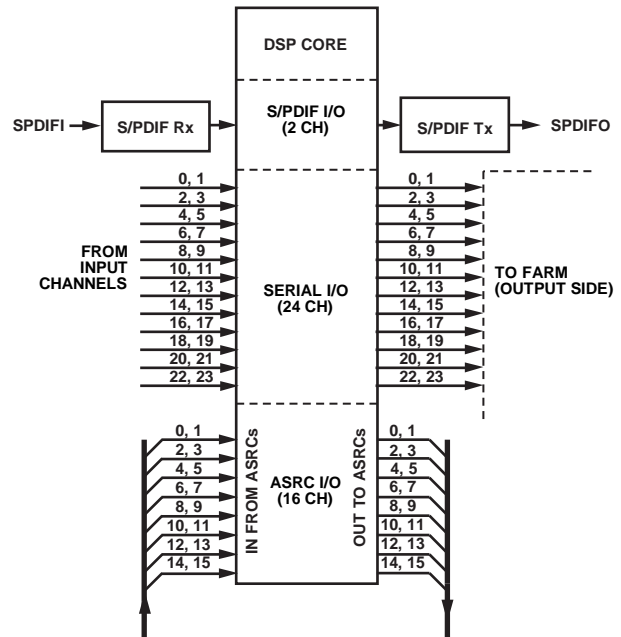 DSP CORE
SPDIFI
S/PDIF Rx
S/PDIF I/O
(2 CH)
S/PDIF Tx
SPDIFO
FROM
INPUT
CHANNELS
0, 1
2, 3
4, 5
6, 7
8, 9
10, 11
12, 13
14, 15
16, 17
18, 19
20, 21
22, 23
SERIAL I/O
(24 CH)
0, 1
2, 3
4, 5
6, 7
8, 9
10, 11
12, 13
14, 15
16, 17
18, 19
20, 21
22, 23
TO FARM
(OUTPUT SIDE)
0, 1
2, 3
4, 5
6, 7
8, 9
10, 11
12, 13
14, 15
IN FROM ASRCs
ASRC I/O
(16 CH)
OUT TO ASRCs
0, 1
2, 3
4, 5
6, 7
8, 9
10, 11
12, 13
14, 15